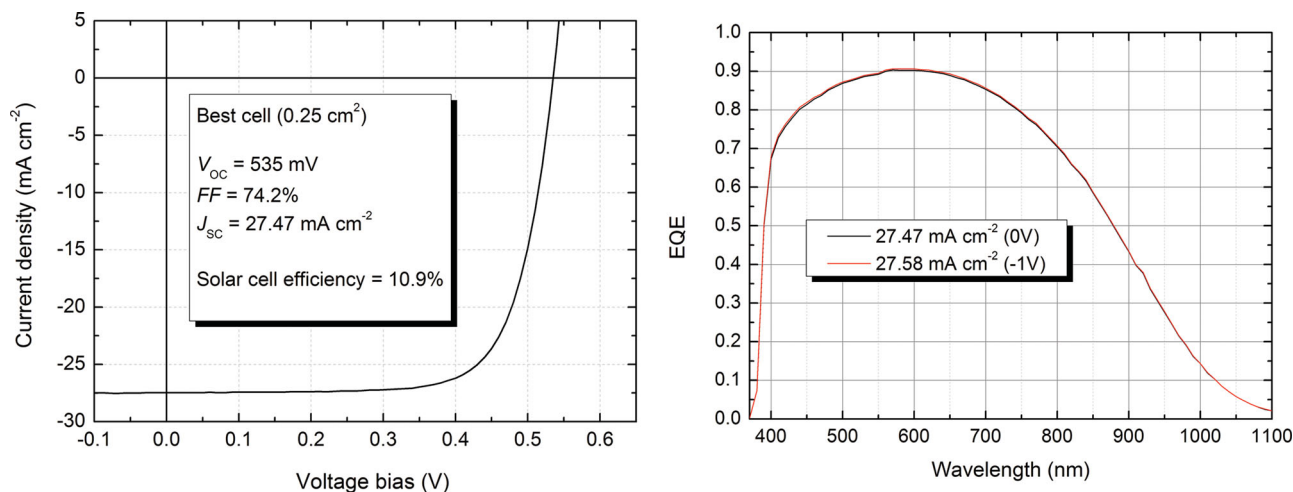 5
0
-5
-10
-15
-20
-25
-30
-0.1 0.0 0.1 0.2 0.3 0.4 0.5 0.6
Current density (mA cm⁻²)
Voltage bias (V)
Best cell (0.25 cm²)
V_OC = 535 mV
FF = 74.2%
J_SC = 27.47 mA cm⁻²
Solar cell efficiency = 10.9%
1.0
0.9
0.8
0.7
0.6
0.5
0.4
0.3
0.2
0.1
0.0
400 500 600 700 800 900 1000 1100
EQE
Wavelength (nm)
27.47 mA cm⁻² (0V)
27.58 mA cm⁻² (-1V)